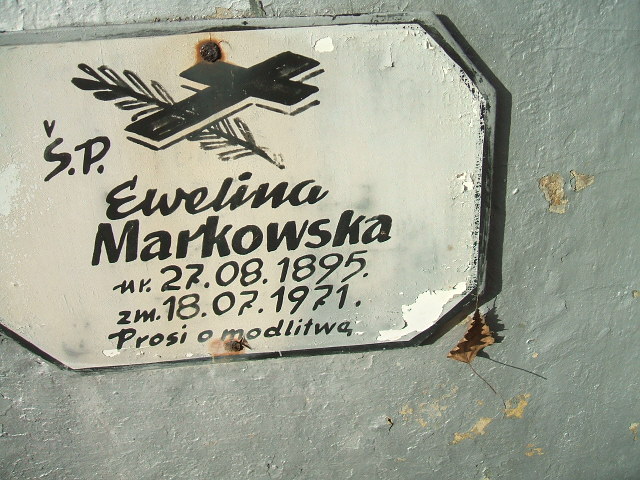 Š.P.
Ewelina
Markowska
ur. 27.08.1895.
zm. 18.07.1971.
Prosi o modlitwę